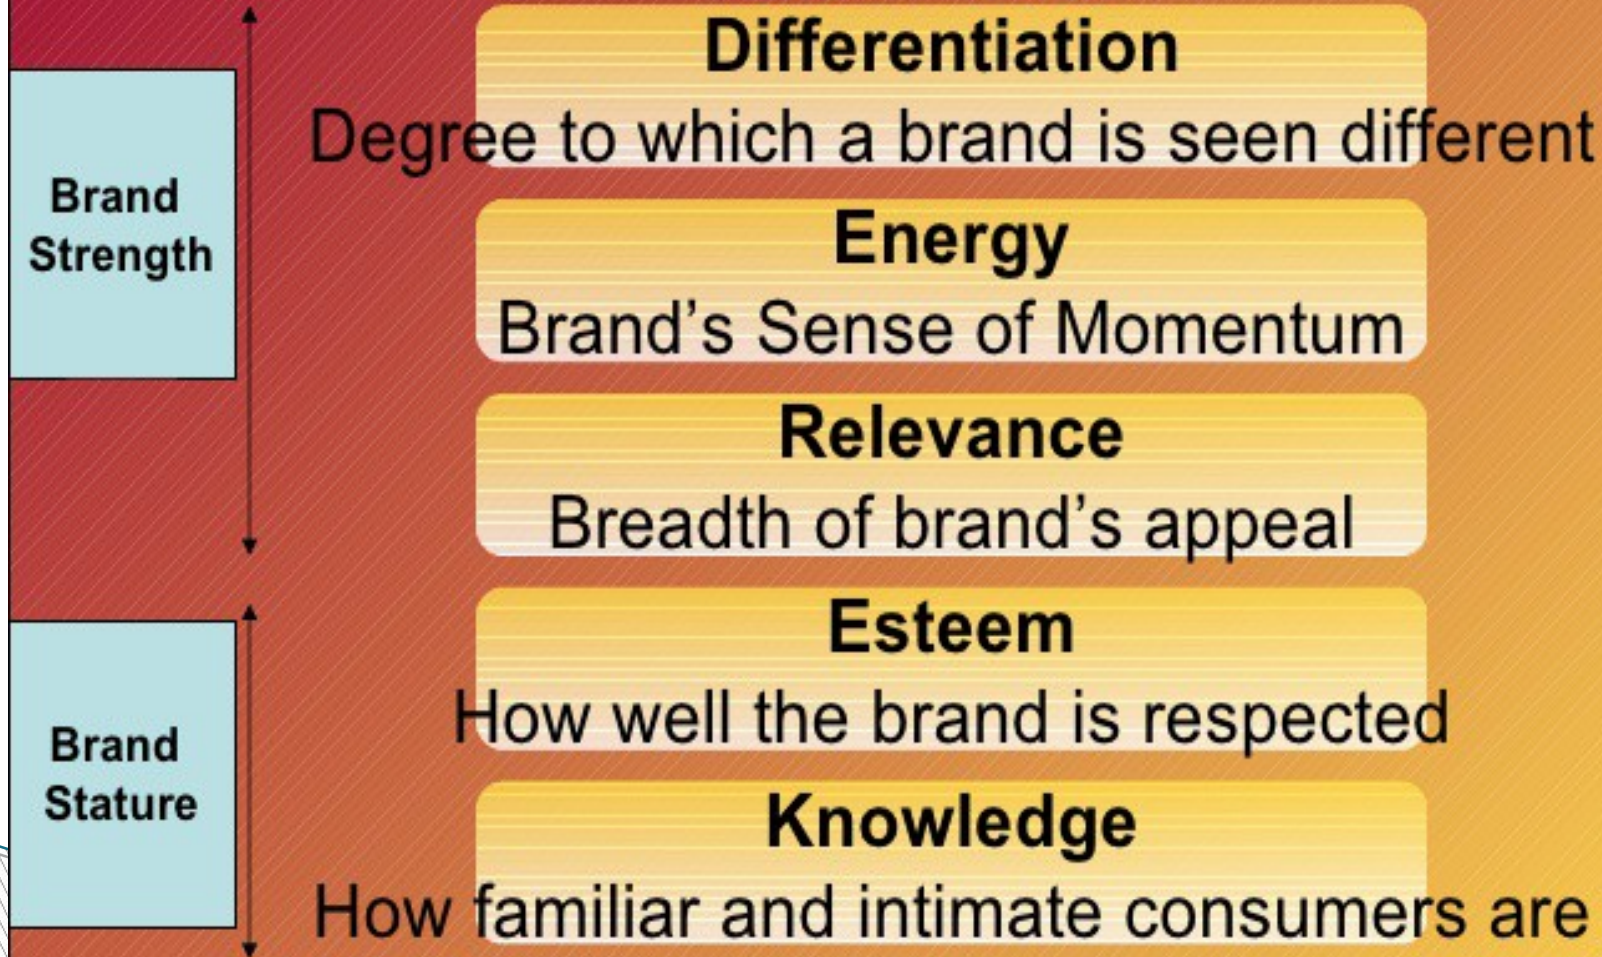 Brand
Strength
Differentiation
Degree to which a brand is seen different
Energy
Brand’s Sense of Momentum
Relevance
Breadth of brand’s appeal
Brand
Stature
Esteem
How well the brand is respected
Knowledge
How familiar and intimate consumers are